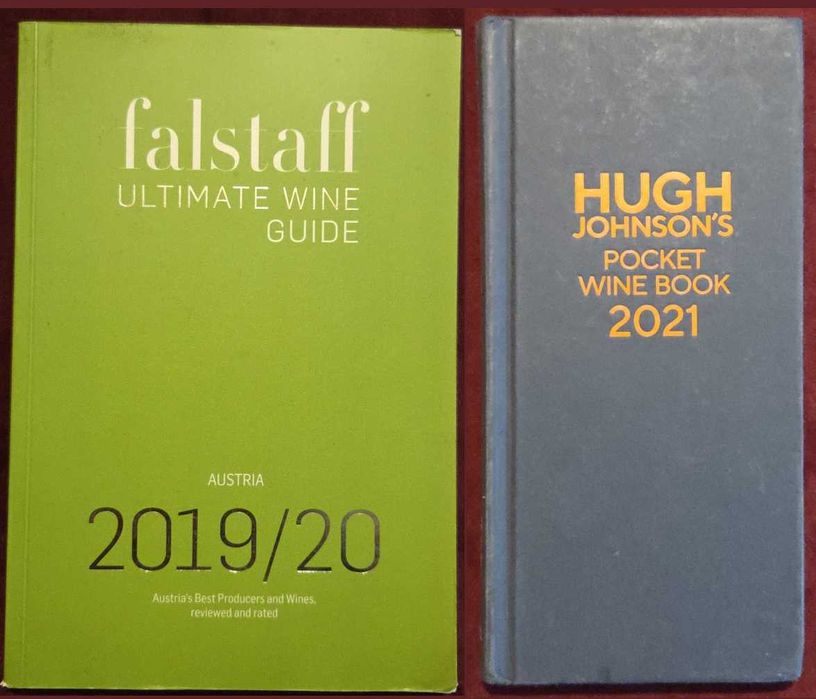 falstaff
ULTIMATE WINE
GUIDE
AUSTRIA
2019/20
Austria's Best Producers and Wines,
reviewed and rated
HUGH
JOHNSON'S
POCKET
WINE BOOK
2021